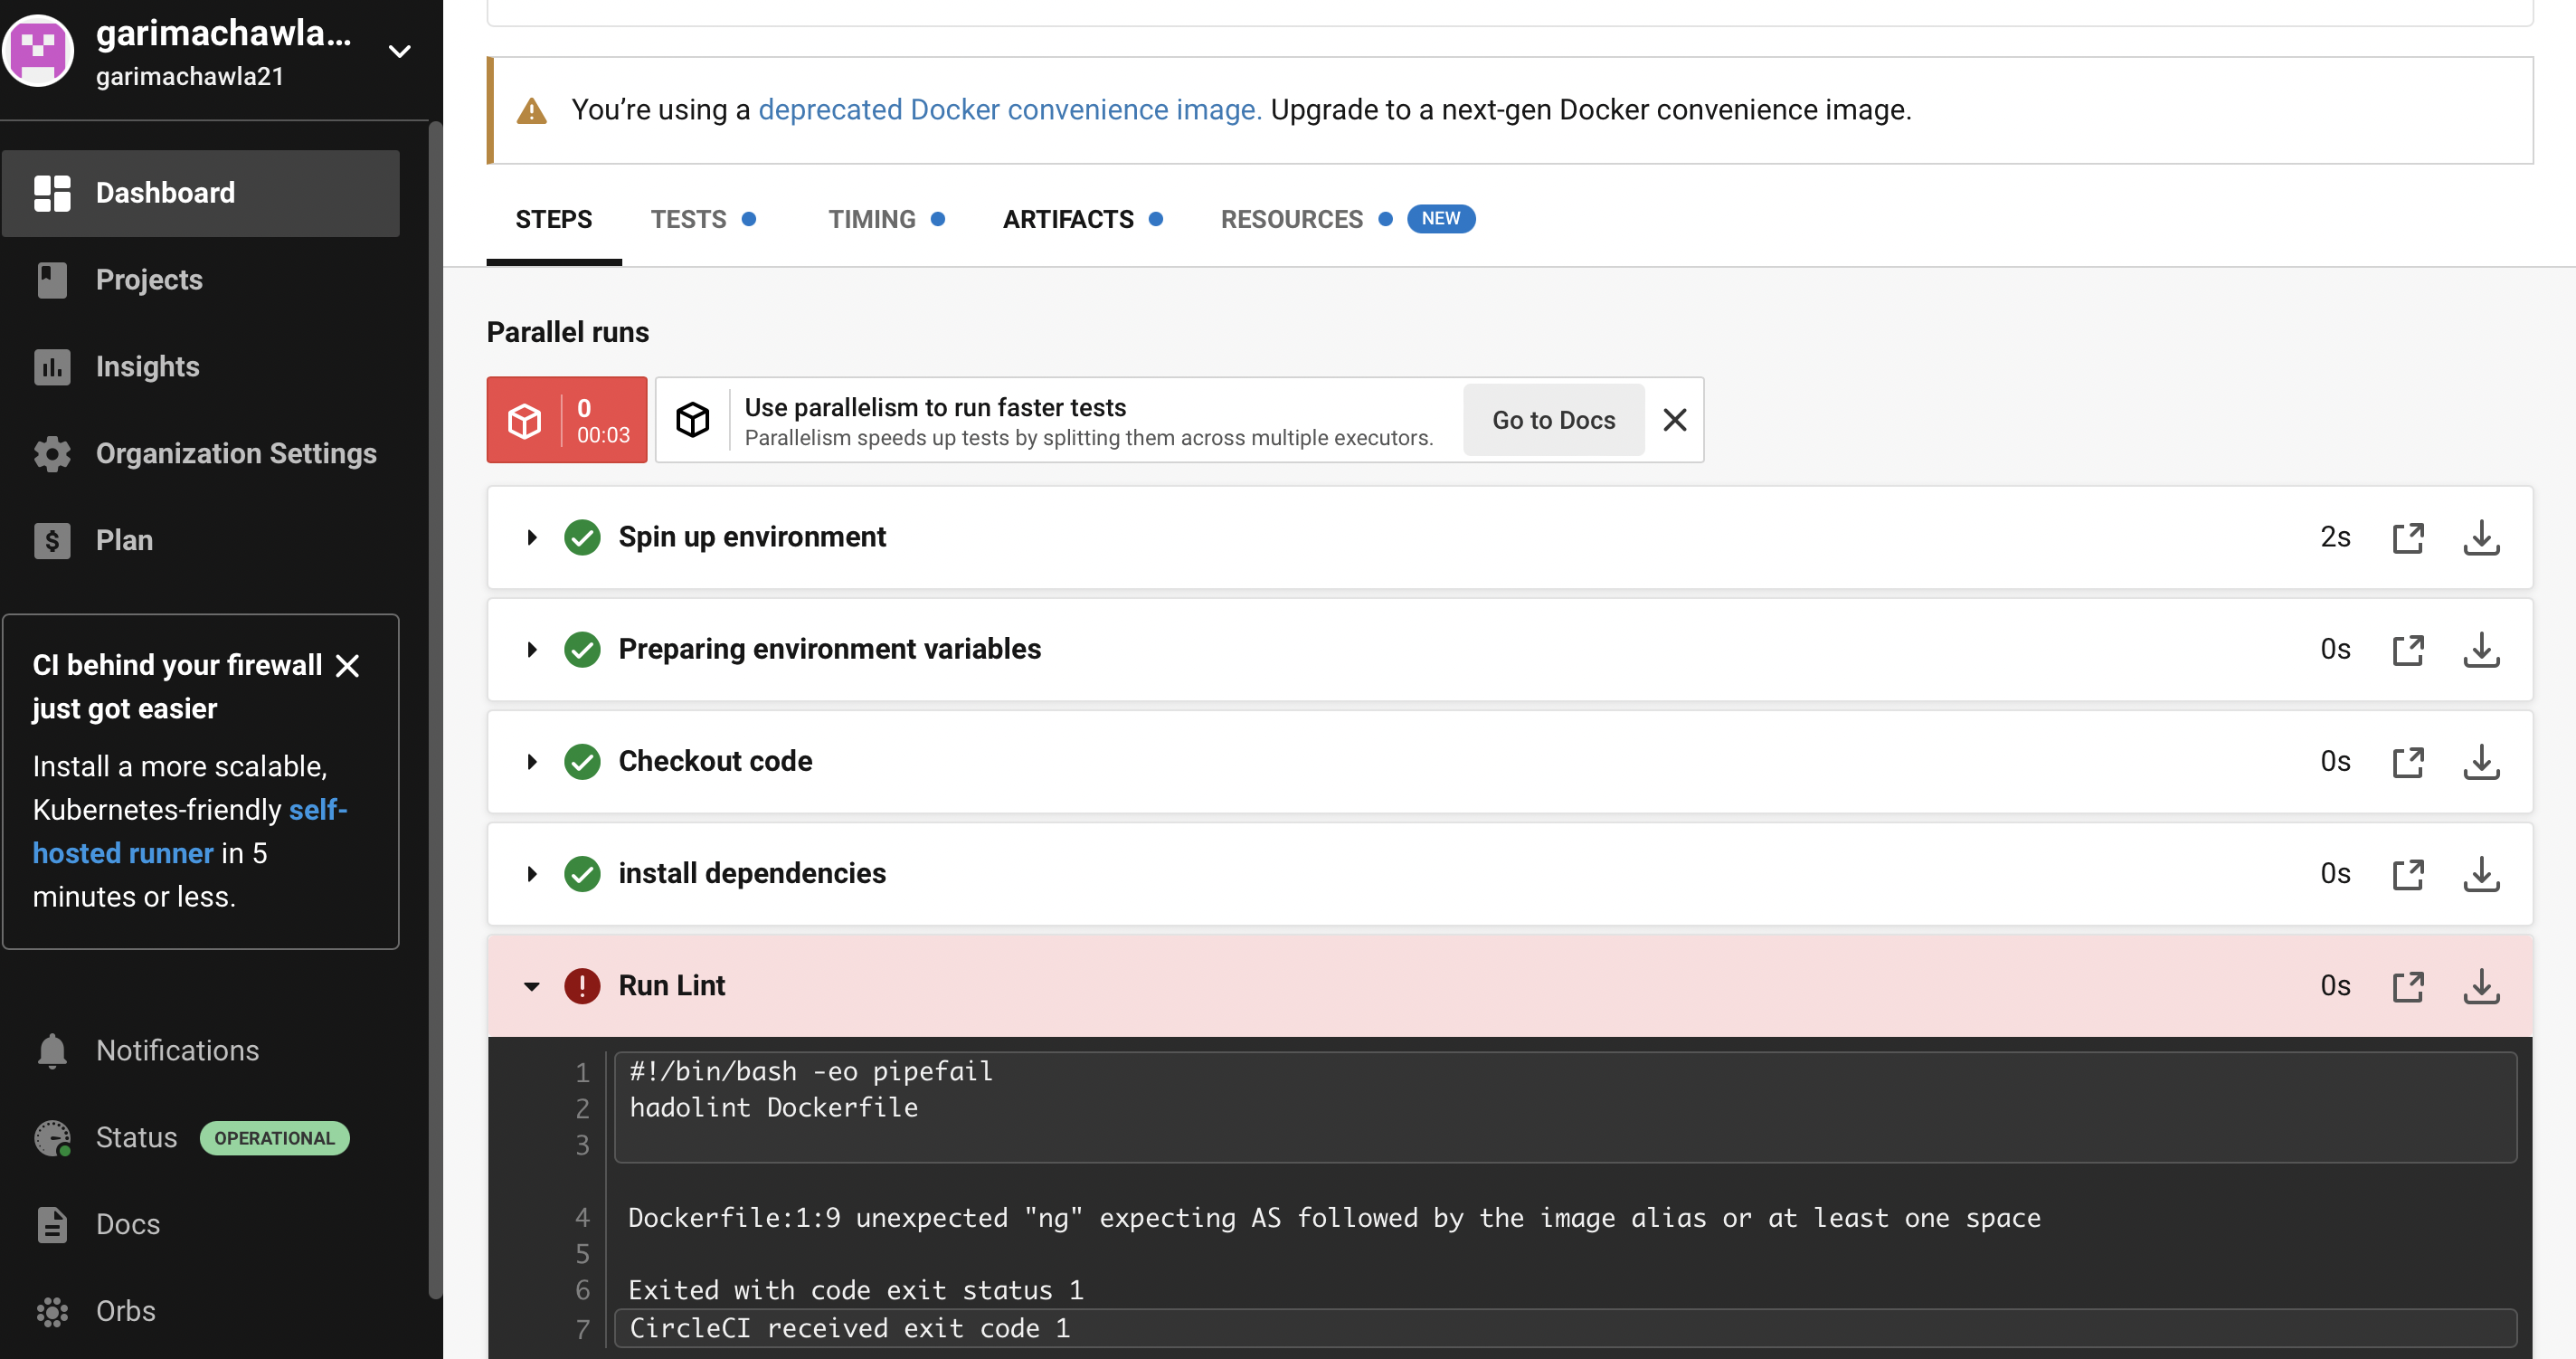 garimachawla...
garimachawla21
Dashboard
Projects
Insights
Organization Settings
Plan
CI behind your firewall
just got easier
Install a more scalable,
Kubernetes-friendly self-
hosted runner in 5
minutes or less.
Notifications
Status OPERATIONAL
Docs
Orbs
You’re using a deprecated Docker convenience image. Upgrade to a next-gen Docker convenience image.
STEPS TESTS TIMING ARTIFACTS RESOURCES NEW
Parallel runs
0
00:03
Use parallelism to run faster tests
Parallelism speeds up tests by splitting them across multiple executors.
Go to Docs
Spin up environment 2s
Preparing environment variables 0s
Checkout code 0s
install dependencies 0s
Run Lint 0s
1 #!/bin/bash -eo pipefail
2 hadolint Dockerfile
3
4 Dockerfile:1:9 unexpected "ng" expecting AS followed by the image alias or at least one space
5
6 Exited with code exit status 1
7 CircleCI received exit code 1